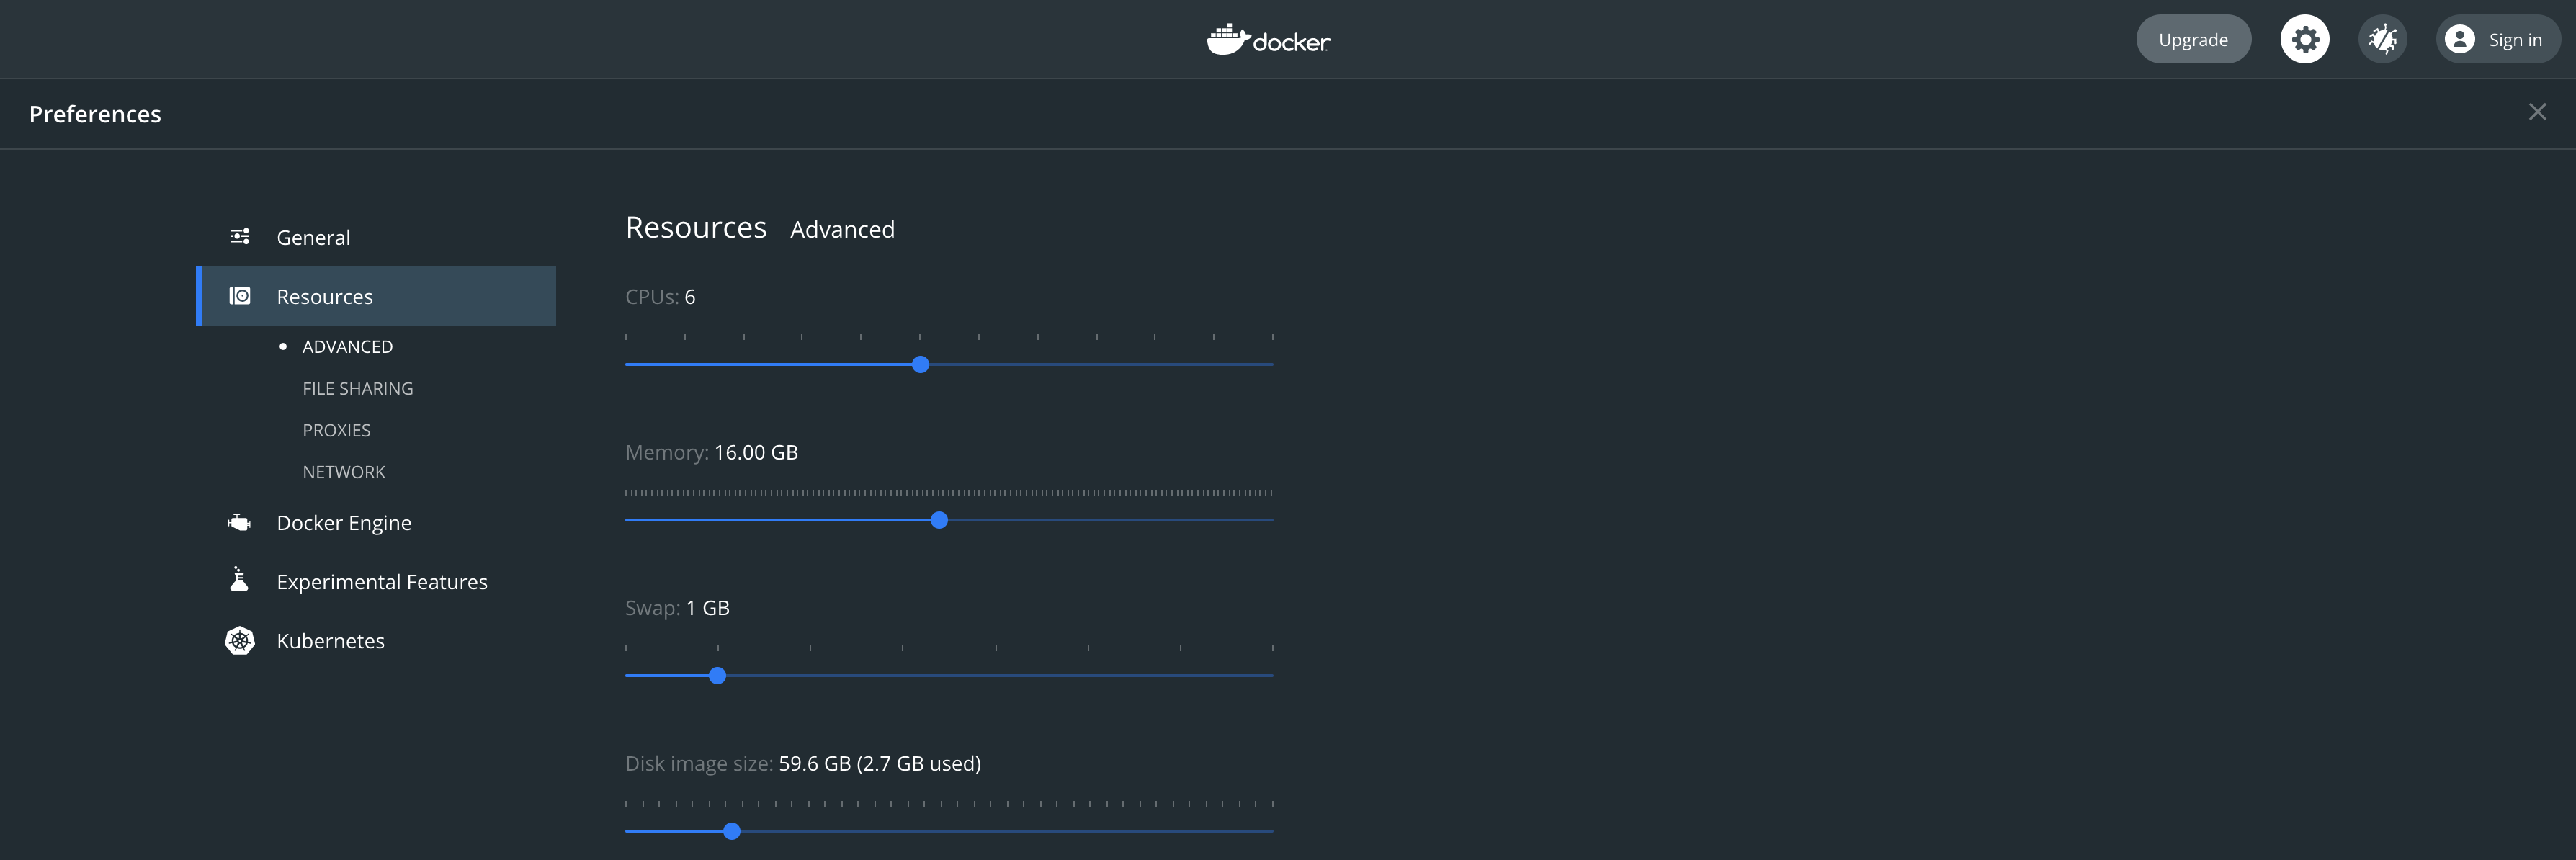 docker
Upgrade
Sign in
Preferences
General
Resources
ADVANCED
FILE SHARING
PROXIES
NETWORK
Docker Engine
Experimental Features
Kubernetes
Resources Advanced
CPUs: 6
Memory: 16.00 GB
Swap: 1 GB
Disk image size: 59.6 GB (2.7 GB used)